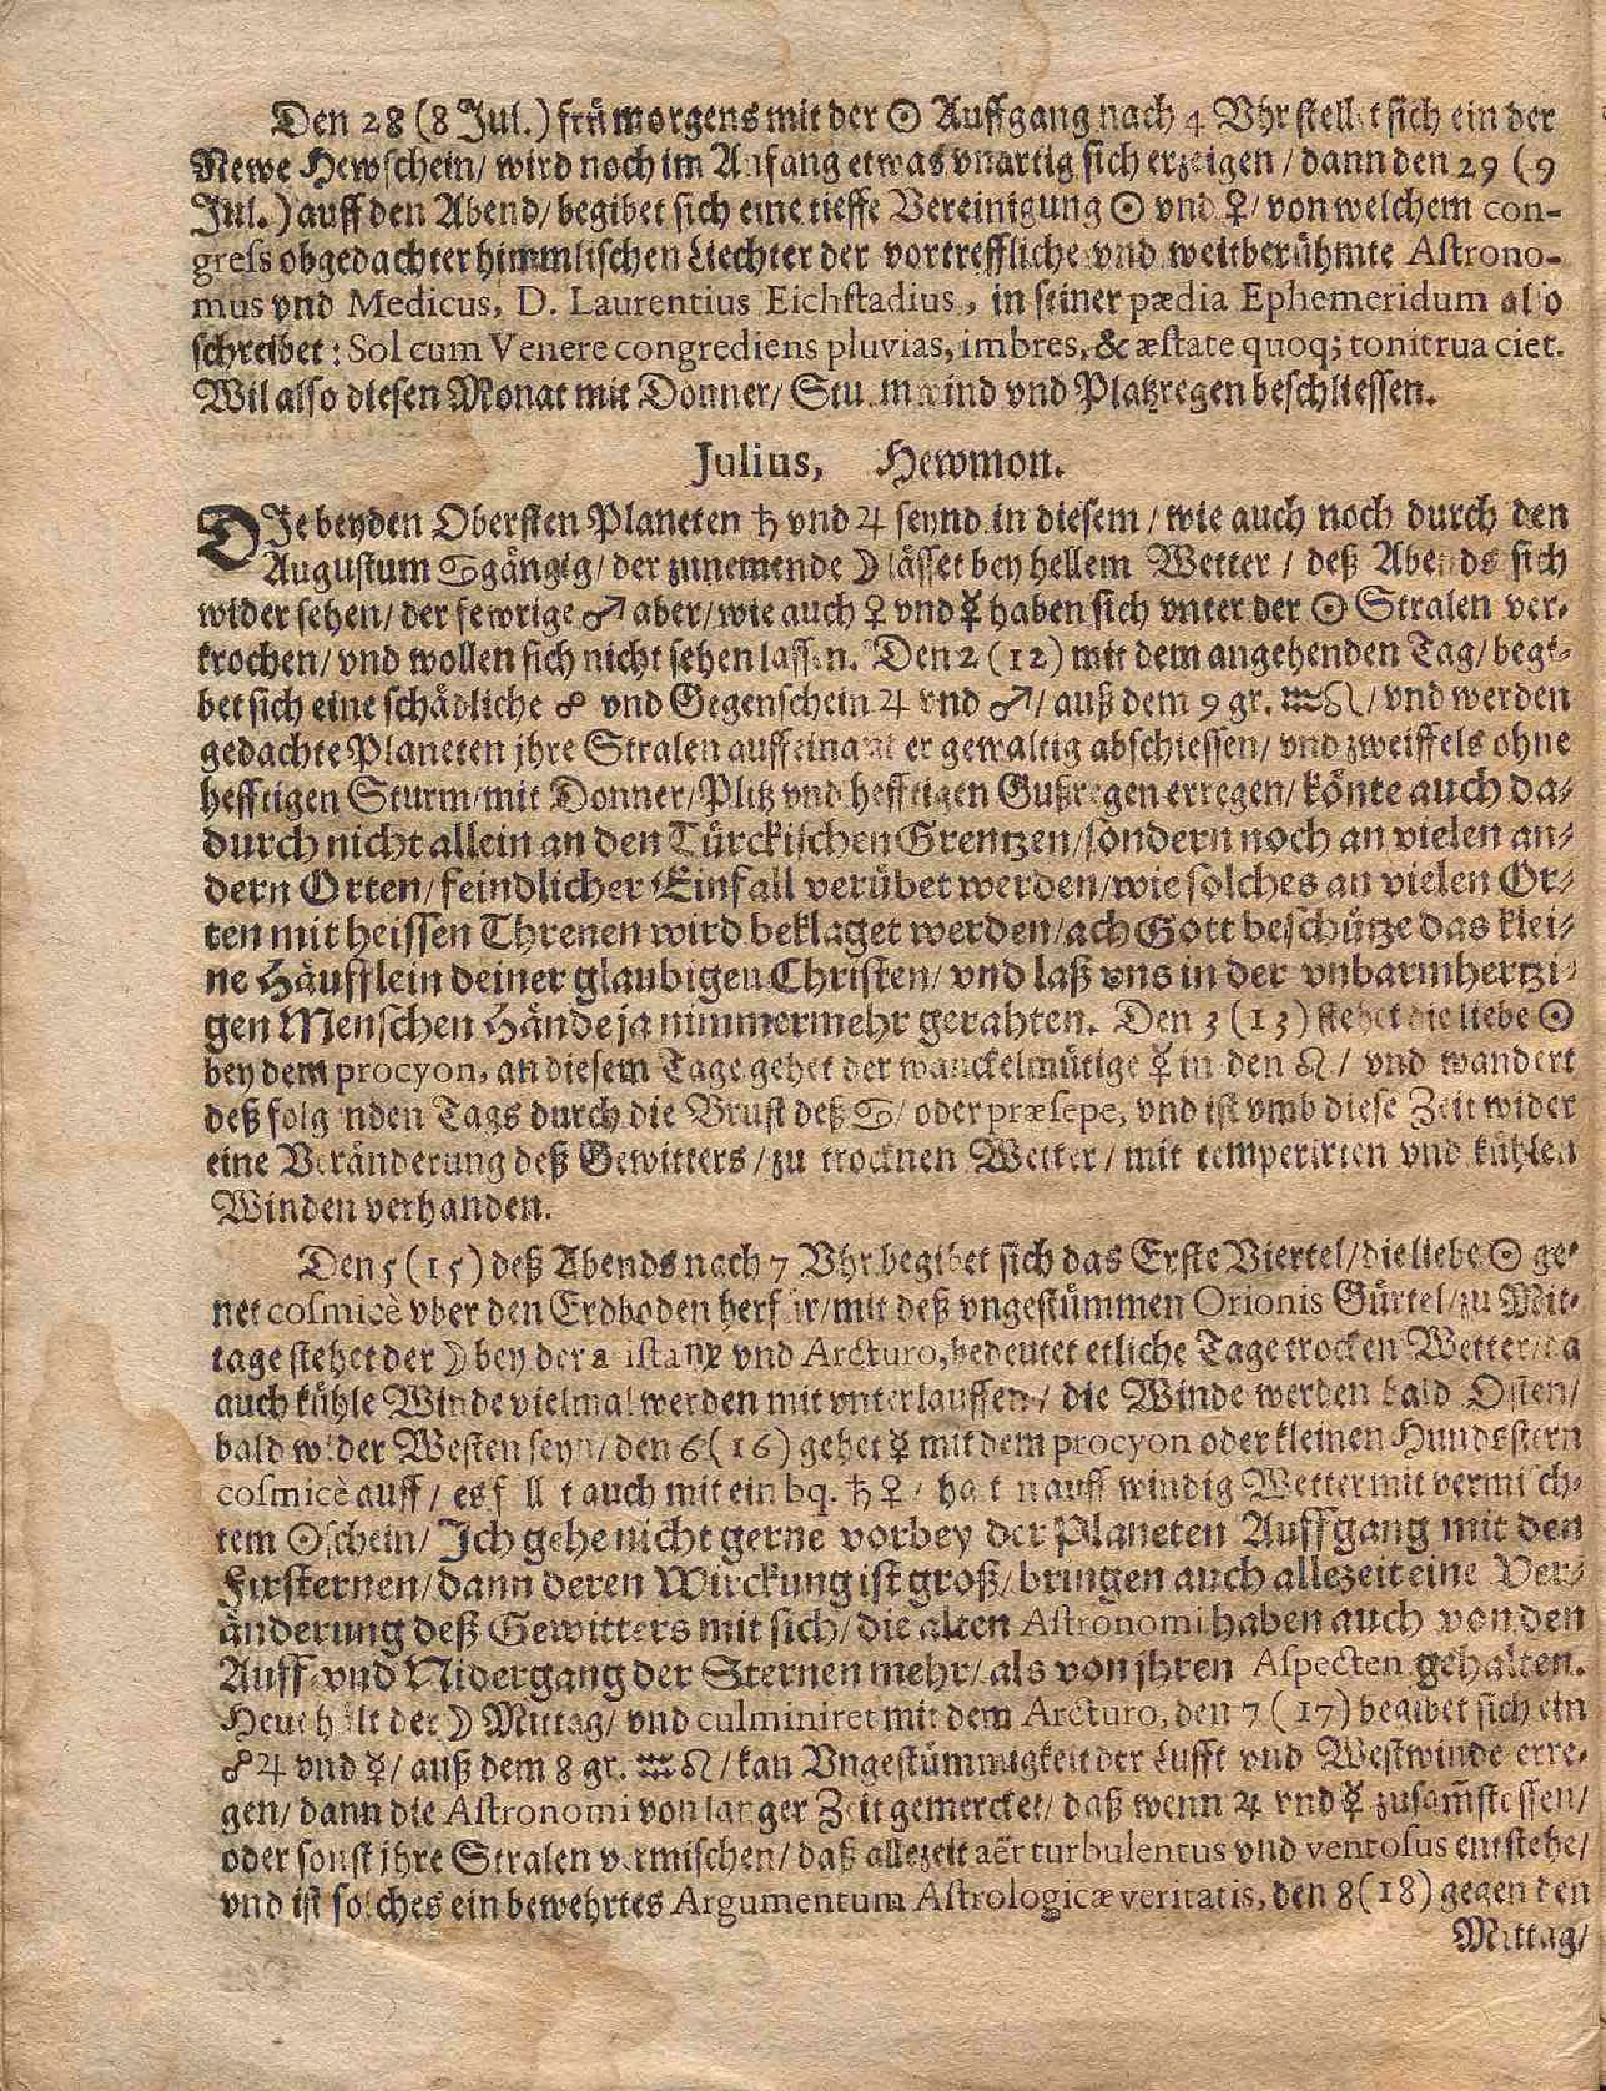 Den 28 (8 Jul.) früмorgens mit der ☉ Auffgang nach 4 Vhr stellet sich ein der
Newe Hewschein / wird noch im Anfang etwas vnartig sich erzeigen / dann den 29 (9
Jul.) auff den Abend / begibet sich eine tieffe Vereinigung ☉ vnd ♀ / von welchem con-
gress obgedachter himmlischen Liechter der vortreffliche vnd weitberühmte Astrono-
mus vnd Medicus, D. Laurentius Eichstadius, in seiner pædia Ephemeridum also
schreibet: Sol cum Venere congrediens pluvias, imbres, & æstate quoq; tonitrua ciet.
Wil also diesen Monat mit Donner / Sturmwind vnd Platzregen beschliessen.
Julius, Hewmon.
DJe beyden Obersten Planeten ♄ vnd ♃ seynd in diesem / wie auch noch durch den
Augustum ♋gängig / der zunemende ☽ lässet bey hellem Wetter / deß Abends sich
wider sehen / der fewrige ♂ aber / wie auch ♀ vnd ☿ haben sich vnter der ☉ Stralen ver-
krochen / vnd wollen sich nicht sehen lassen. Den 2 (12) mit dem angehenden Tag / begi-
bet sich eine schädliche ☍ vnd Gegenschein ♃ vnd ♂ / auß dem 9 gr. ♒♌ / vnd werden
gedachte Planeten jhre Stralen auffeinander gewaltig abschiessen / vnd zweiffels ohne
hefftigen Sturm / mit Donner / Plitz vnd hefftigen Gußregen erregen / könte auch da-
durch nicht allein an den Türckischen Grentzen / sondern noch an vielen an-
dern Orten / feindlicher Einfall verübet werden / wie solches an vielen Or-
ten mit heissen Threnen wird beklaget werden / ach Gott beschütze das klei-
ne Häufflein deiner glaubigen Christen / vnd laß vns in der vnbarmhertzi-
gen Menschen Hände ja nimmermehr gerahten. Den 3 (13) stehet die liebe ☉
bey dem procyon, an diesem Tage gehet der wanckelmütige ☿ in den ♌ / vnd wandert
deß folgenden Tags durch die Brust deß ♋ / oder præsepe, vnd ist vmb diese Zeit wider
eine Veränderung deß Gewitters / zu trocknen Wetter / mit temperirten vnd kühlen
Winden verhanden.
Den 5 (15) deß Abends nach 7 Vhr begibet sich das Erste Viertel / die liebe ☉ ge-
het cosmicè vber den Erdboden herfür / mit deß vngestümmen Orionis Gürtel / zu Mit-
tage stehet der ☽ bey der vnd Arcturo, bedeutet etliche Tage trocken Wetter / da
auch kühle Winde vielmal werden mit vnterlauffen / die Winde werden bald Osten /
bald wider Westen seyn / den 6 (16) gehet ☿ mit dem procyon oder kleinen Hundsstern
cosmicè auff / es fellet auch mit ein bq. ♄ ♀ / auff windig Wetter mit vermisch-
tem ☉schein / Jch gehe nicht gerne vorbey der Planeten Auffgang mit den
Fixsternen / dann deren Würckung ist groß / bringen auch allezeit eine Ver-
änderung deß Gewitters mit sich / die alten Astronomi haben auch von den
Auff- vnd Nidergang der Sternen mehr / als von jhren Aspecten gehalten.
Heut hält der ☽ Mittag / vnd culminiret mit dem Arcturo, den 7 (17) begibet sich ein
☍ ♃ vnd ☿ / auß dem 8 gr. ♒♌ / kan Vngestümmigkeit der Lufft vnd Westwinde erre-
gen / dann die Astronomi von langer Zeit gemercket / daß wenn ♃ vnd ☿ zusam̃stossen /
oder sonst jhre Stralen vermischen / daß allezeit aër turbulentus vnd ventosus entstehe /
vnd ist solches ein bewehrtes Argumentum Astrologicæ veritatis, den 8 (18) gegen den
Mittag /